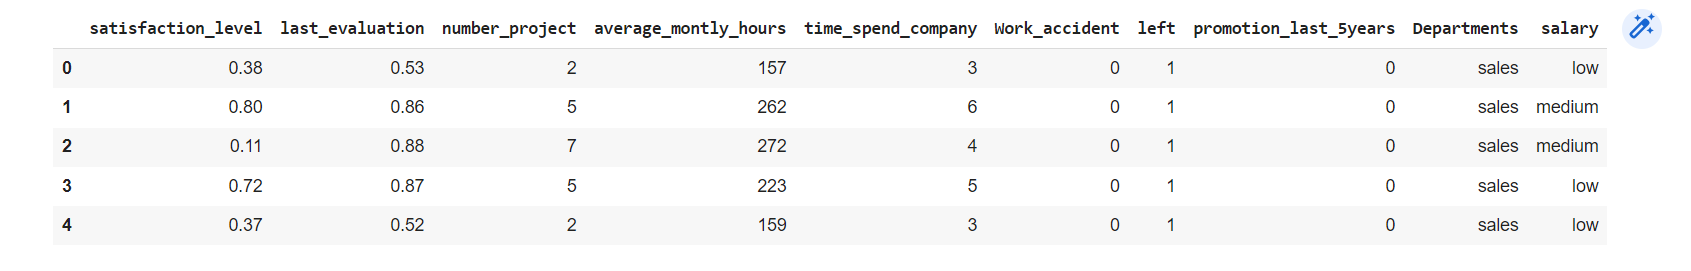 satisfaction_level last_evaluation number_project average_montly_hours time_spend_company Work_accident left promotion_last_5years Departments salary
0 0.38 0.53 2 157 3 0 1 0 sales low
1 0.80 0.86 5 262 6 0 1 0 sales medium
2 0.11 0.88 7 272 4 0 1 0 sales medium
3 0.72 0.87 5 223 5 0 1 0 sales low
4 0.37 0.52 2 159 3 0 1 0 sales low